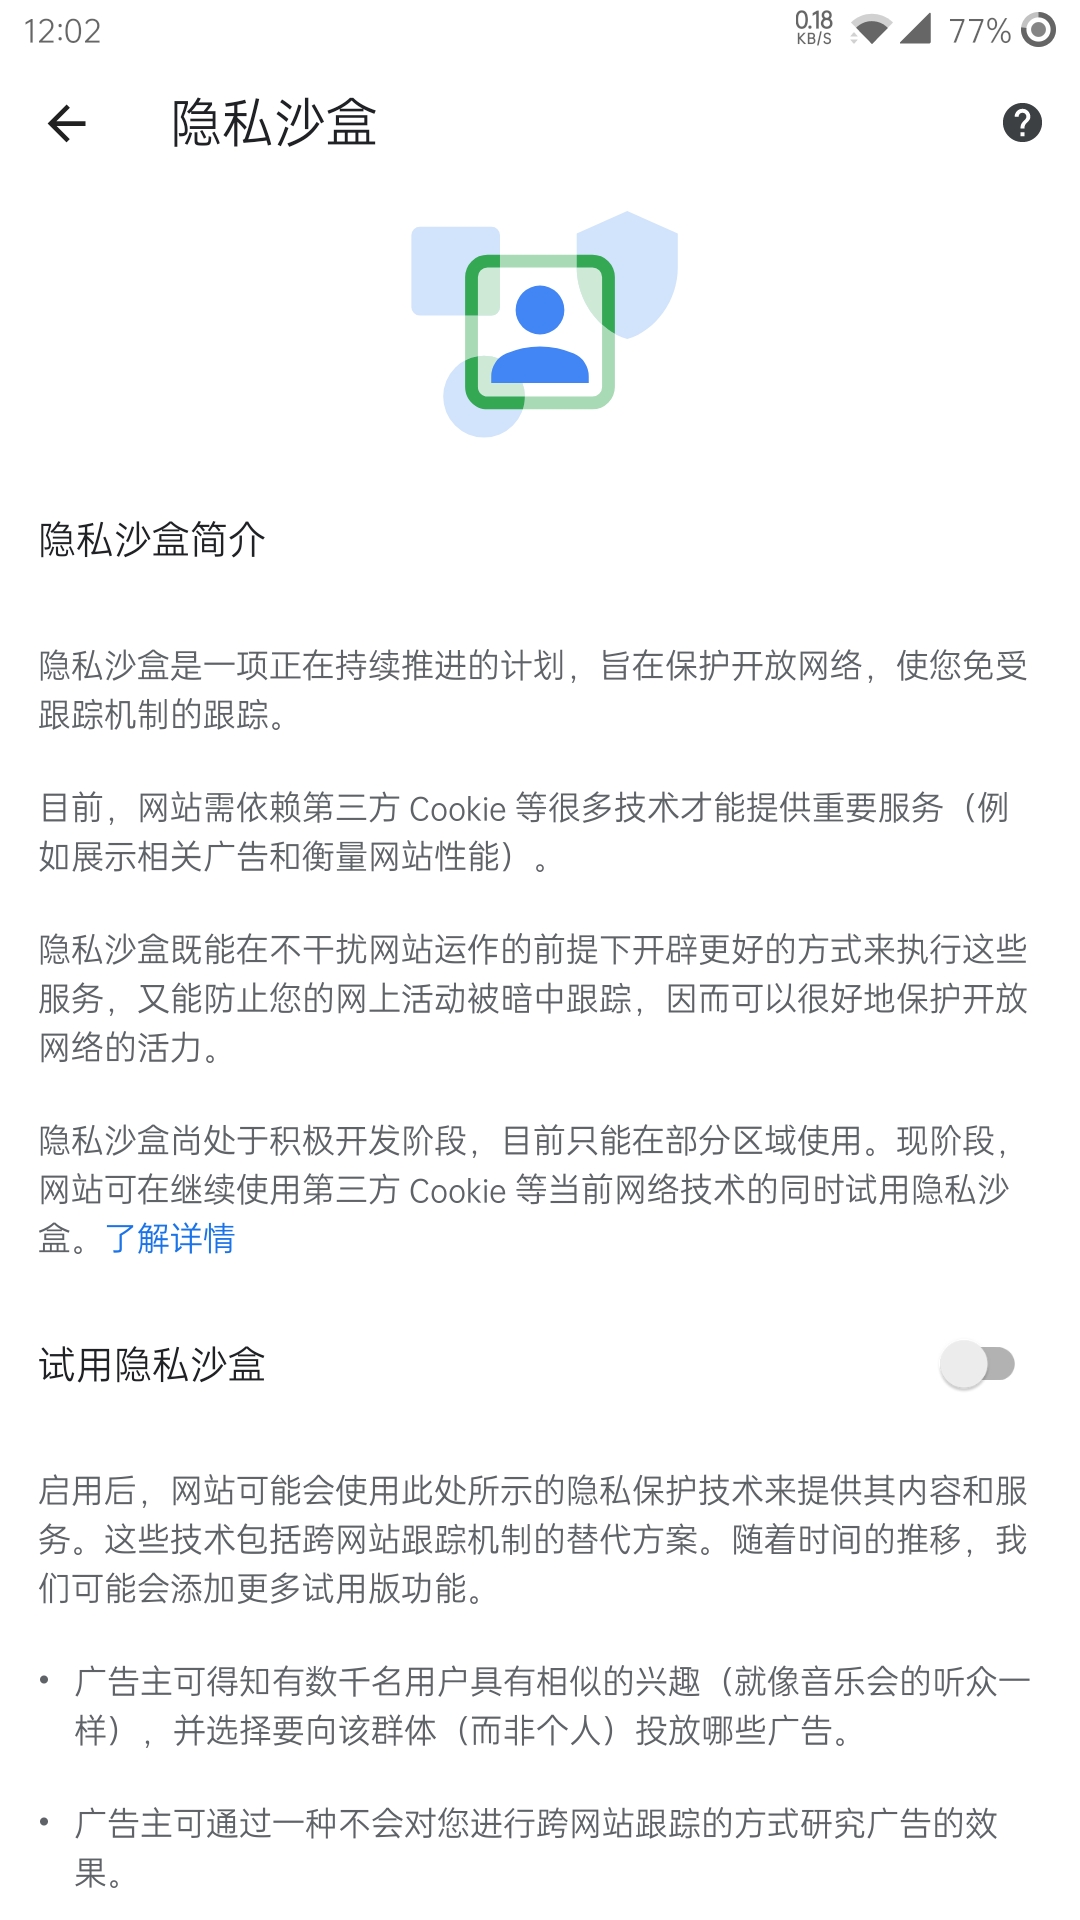 12:02
0.18
KB/S
77%
隐私沙盒
隐私沙盒简介
隐私沙盒是一项正在持续推进的计划，旨在保护开放网络，使您免受
跟踪机制的跟踪。
目前，网站需依赖第三方 Cookie 等很多技术才能提供重要服务（例
如展示相关广告和衡量网站性能）。
隐私沙盒既能在不干扰网站运作的前提下开辟更好的方式来执行这些
服务，又能防止您的网上活动被暗中跟踪，因而可以很好地保护开放
网络的活力。
隐私沙盒尚处于积极开发阶段，目前只能在部分区域使用。现阶段，
网站可在继续使用第三方 Cookie 等当前网络技术的同时试用隐私沙
盒。了解详情
试用隐私沙盒
启用后，网站可能会使用此处所示的隐私保护技术来提供其内容和服
务。这些技术包括跨网站跟踪机制的替代方案。随着时间的推移，我
们可能会添加更多试用版功能。
• 广告主可得知有数千名用户具有相似的兴趣（就像音乐会的听众一
样），并选择要向该群体（而非个人）投放哪些广告。
• 广告主可通过一种不会对您进行跨网站跟踪的方式研究广告的效
果。